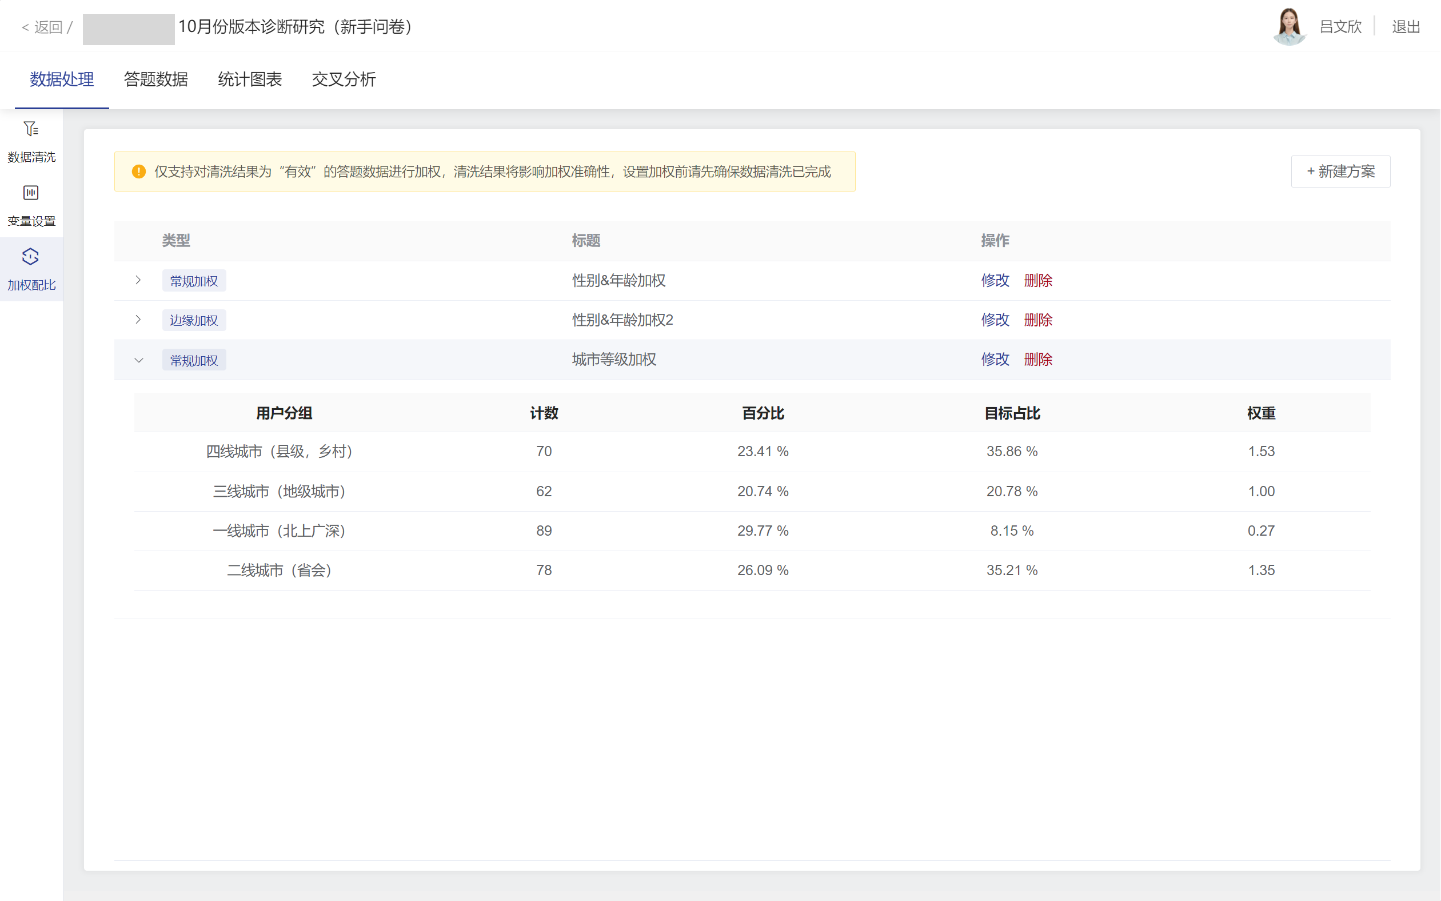 < 返回 / 10月份版本诊断研究（新手问卷）
吕文欣
退出
数据处理 答题数据 统计图表 交叉分析
数据清洗
变量设置
加权配比
仅支持对清洗结果为“有效”的答题数据进行加权，清洗结果将影响加权准确性，设置加权前请先确保数据清洗已完成
+ 新建方案
类型 标题 操作
常规加权 性别&年龄加权 修改 删除
边缘加权 性别&年龄加权2 修改 删除
常规加权 城市等级加权 修改 删除
用户分组 计数 百分比 目标占比 权重
四线城市（县级，乡村） 70 23.41 % 35.86 % 1.53
三线城市（地级城市） 62 20.74 % 20.78 % 1.00
一线城市（北上广深） 89 29.77 % 8.15 % 0.27
二线城市（省会） 78 26.09 % 35.21 % 1.35